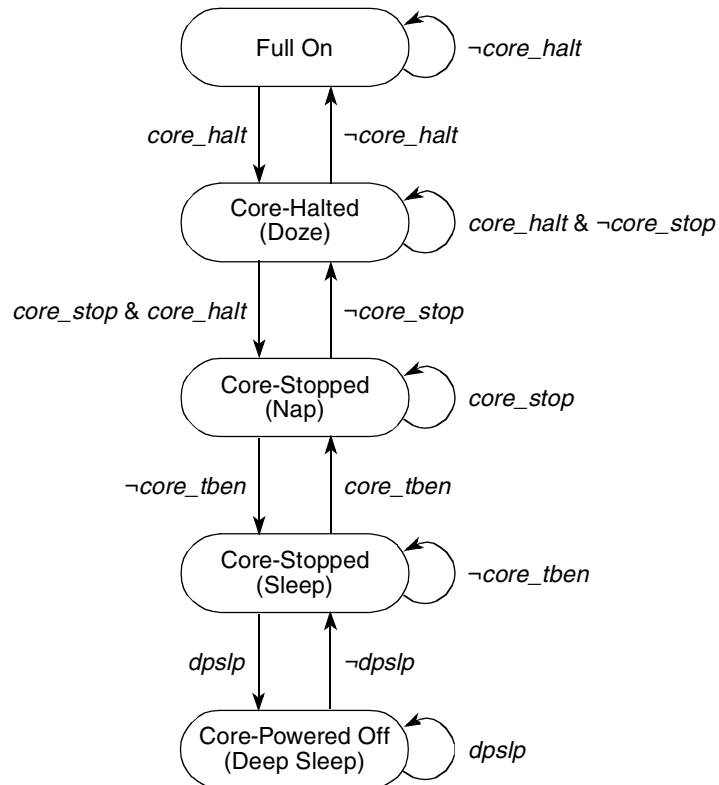 Full On
¬core_halt
core_halt
¬core_halt
Core-Halted
(Doze)
core_halt & ¬core_stop
core_stop & core_halt
¬core_stop
Core-Stopped
(Nap)
core_stop
¬core_tben
core_tben
Core-Stopped
(Sleep)
¬core_tben
dpslp
¬dpslp
Core-Powered Off
(Deep Sleep)
dpslp